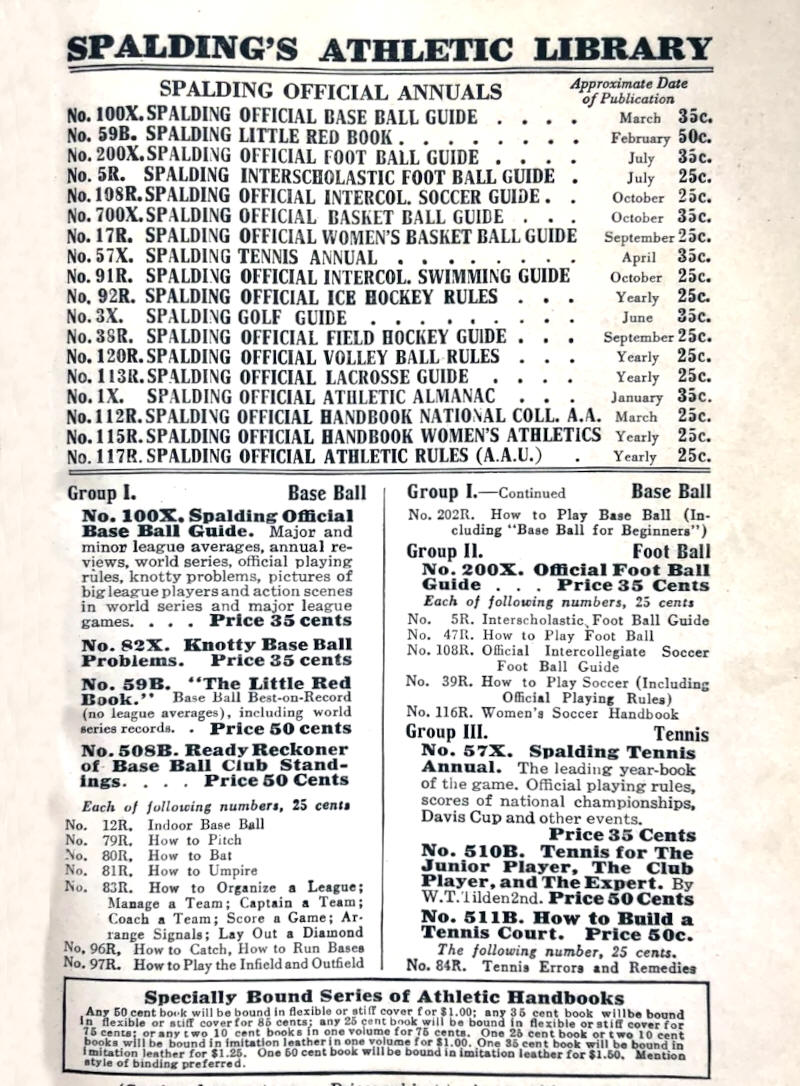 SPALDING'S ATHLETIC LIBRARY
SPALDING OFFICIAL ANNUALS
Approximate Date
of Publication
No. 100X. SPALDING OFFICIAL BASE BALL GUIDE . . . . March 35c.
No. 59B. SPALDING LITTLE RED BOOK . . . . . . . . February 50c.
No. 200X. SPALDING OFFICIAL FOOT BALL GUIDE . . . . July 35c.
No. 5R. SPALDING INTERSCHOLASTIC FOOT BALL GUIDE . July 25c.
No. 108R. SPALDING OFFICIAL INTERCOL. SOCCER GUIDE . . October 25c.
No. 700X. SPALDING OFFICIAL BASKET BALL GUIDE . . . October 35c.
No. 17R. SPALDING OFFICIAL WOMEN'S BASKET BALL GUIDE September 25c.
No. 57X. SPALDING TENNIS ANNUAL . . . . . . . . April 35c.
No. 91R. SPALDING OFFICIAL INTERCOL. SWIMMING GUIDE October 25c.
No. 92R. SPALDING OFFICIAL ICE HOCKEY RULES . . . Yearly 25c.
No. 3X. SPALDING GOLF GUIDE . . . . . . . . . June 35c.
No. 38R. SPALDING OFFICIAL FIELD HOCKEY GUIDE . . . September 25c.
No. 120R. SPALDING OFFICIAL VOLLEY BALL RULES . . . Yearly 25c.
No. 113R. SPALDING OFFICIAL LACROSSE GUIDE . . . . Yearly 25c.
No. 1X. SPALDING OFFICIAL ATHLETIC ALMANAC . . . January 35c.
No. 112R. SPALDING OFFICIAL HANDBOOK NATIONAL COLL. A.A. March 25c.
No. 115R. SPALDING OFFICIAL HANDBOOK WOMEN'S ATHLETICS Yearly 25c.
No. 117R. SPALDING OFFICIAL ATHLETIC RULES (A.A.U.) . Yearly 25c.
Group I. Base Ball
No. 100X. Spalding Official
Base Ball Guide. Major and
minor league averages, annual re-
views, world series, official playing
rules, knotty problems, pictures of
big league players and action scenes
in world series and major league
games. . . . Price 35 cents
No. 82X. Knotty Base Ball
Problems. Price 35 cents
No. 59B. "The Little Red
Book." Base Ball Best-on-Record
(no league averages), including world
series records. . Price 50 cents
No. 508B. Ready Reckoner
of Base Ball Club Stand-
ings. . . . Price 50 Cents
Each of following numbers, 25 cents
No. 12R. Indoor Base Ball
No. 79R. How to Pitch
No. 80R. How to Bat
No. 81R. How to Umpire
No. 83R. How to Organize a League;
Manage a Team; Captain a Team;
Coach a Team; Score a Game; Ar-
range Signals; Lay Out a Diamond
No. 96R, How to Catch, How to Run Bases
No. 97R. How to Play the Infield and Outfield
Group I.—Continued Base Ball
No. 202R. How to Play Base Ball (In-
cluding "Base Ball for Beginners")
Group II. Foot Ball
No. 200X. Official Foot Ball
Guide . . . Price 35 Cents
Each of following numbers, 25 cents
No. 5R. Interscholastic Foot Ball Guide
No. 47R. How to Play Foot Ball
No. 108R. Official Intercollegiate Soccer
Foot Ball Guide
No. 39R. How to Play Soccer (Including
Official Playing Rules)
No. 116R. Women's Soccer Handbook
Group III. Tennis
No. 57X. Spalding Tennis
Annual. The leading year-book
of the game. Official playing rules,
scores of national championships,
Davis Cup and other events.
Price 35 Cents
No. 510B. Tennis for The
Junior Player, The Club
Player, and The Expert. By
W.T. Tilden 2nd. Price 50 Cents
No. 511B. How to Build a
Tennis Court. Price 50c.
The following number, 25 cents.
No. 84R. Tennis Errors and Remedies
Specially Bound Series of Athletic Handbooks
Any 50 cent book will be bound in flexible or stiff cover for $1.00; any 35 cent book will be bound
in flexible or stiff cover for 85 cents; any 25 cent book will be bound in flexible or stiff cover for
75 cents; or any two 10 cent books in one volume for 75 cents. One 25 cent book or two 10 cent
books will be bound in imitation leather in one volume for $1.00. One 35 cent book will be bound in
imitation leather for $1.25. One 50 cent book will be bound in imitation leather for $1.50. Mention
style of binding preferred.